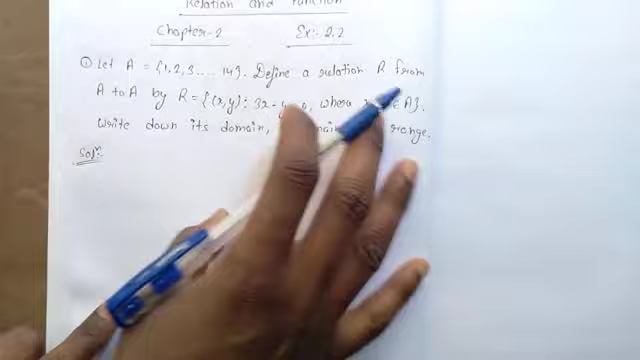 Relation and Function
Chapter-2 Ex:- 2.2
① Let A = {1,2,3....14}. Define a relation R from
A to A by R = {(x,y): 3x-y=0, where ∈ A}.
Write down its domain, range.
Solⁿ: